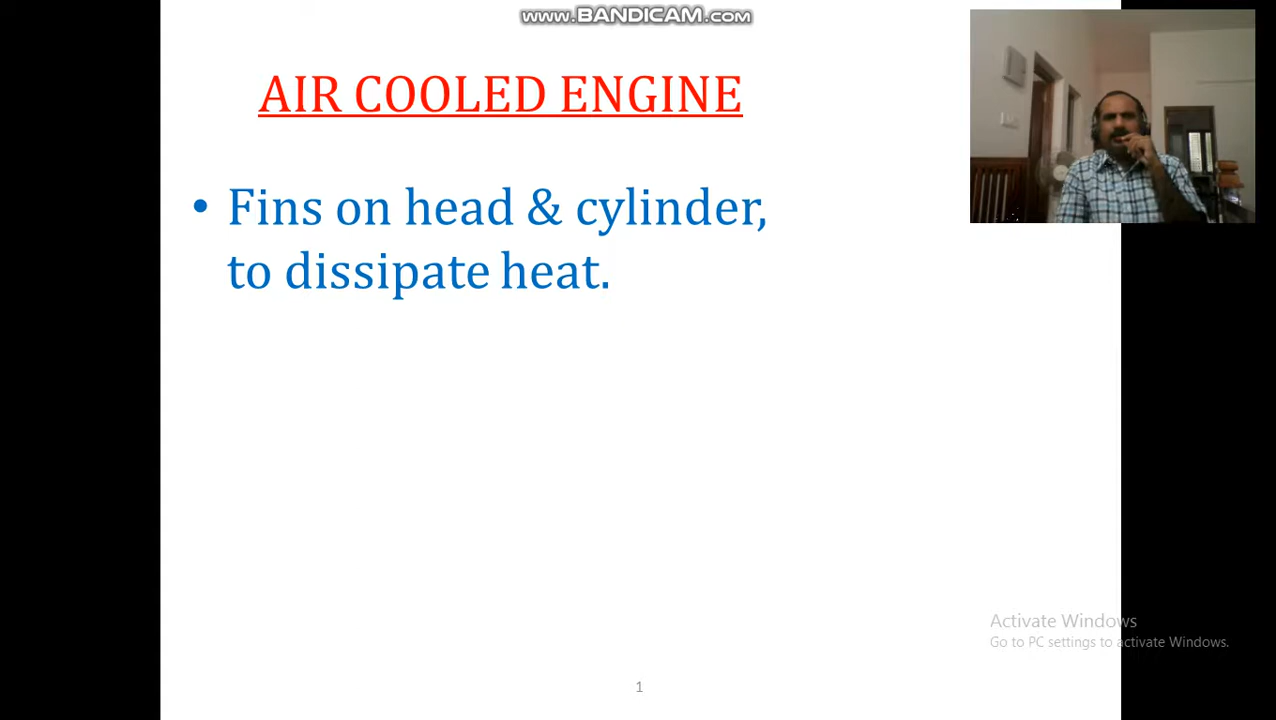 www.BANDICAM.com
AIR COOLED ENGINE
• Fins on head & cylinder,
to dissipate heat.
Activate Windows
Go to PC settings to activate Windows.
1